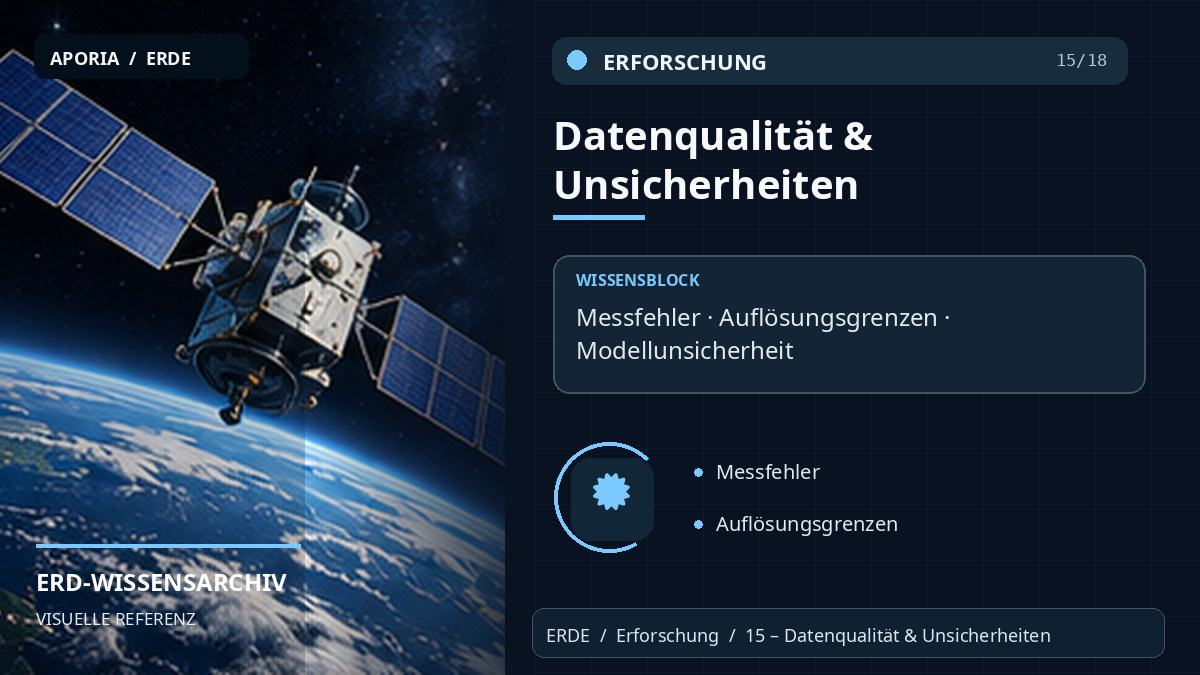 APORIA / ERDE
ERD-WISSENSARCHIV
VISUELLE REFERENZ
ERFORSCHUNG 15/18
Datenqualität &
Unsicherheiten
WISSENSBLOCK
Messfehler · Auflösungsgrenzen ·
Modellunsicherheit
Messfehler
Auflösungsgrenzen
ERDE / Erforschung / 15 – Datenqualität & Unsicherheiten